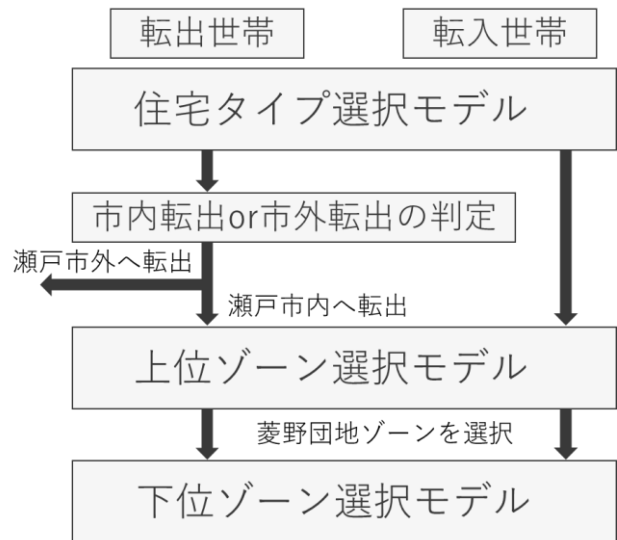 転出世帯
転入世帯
住宅タイプ選択モデル
市内転出or市外転出の判定
瀬戸市外へ転出
瀬戸市内へ転出
上位ゾーン選択モデル
菱野団地ゾーンを選択
下位ゾーン選択モデル